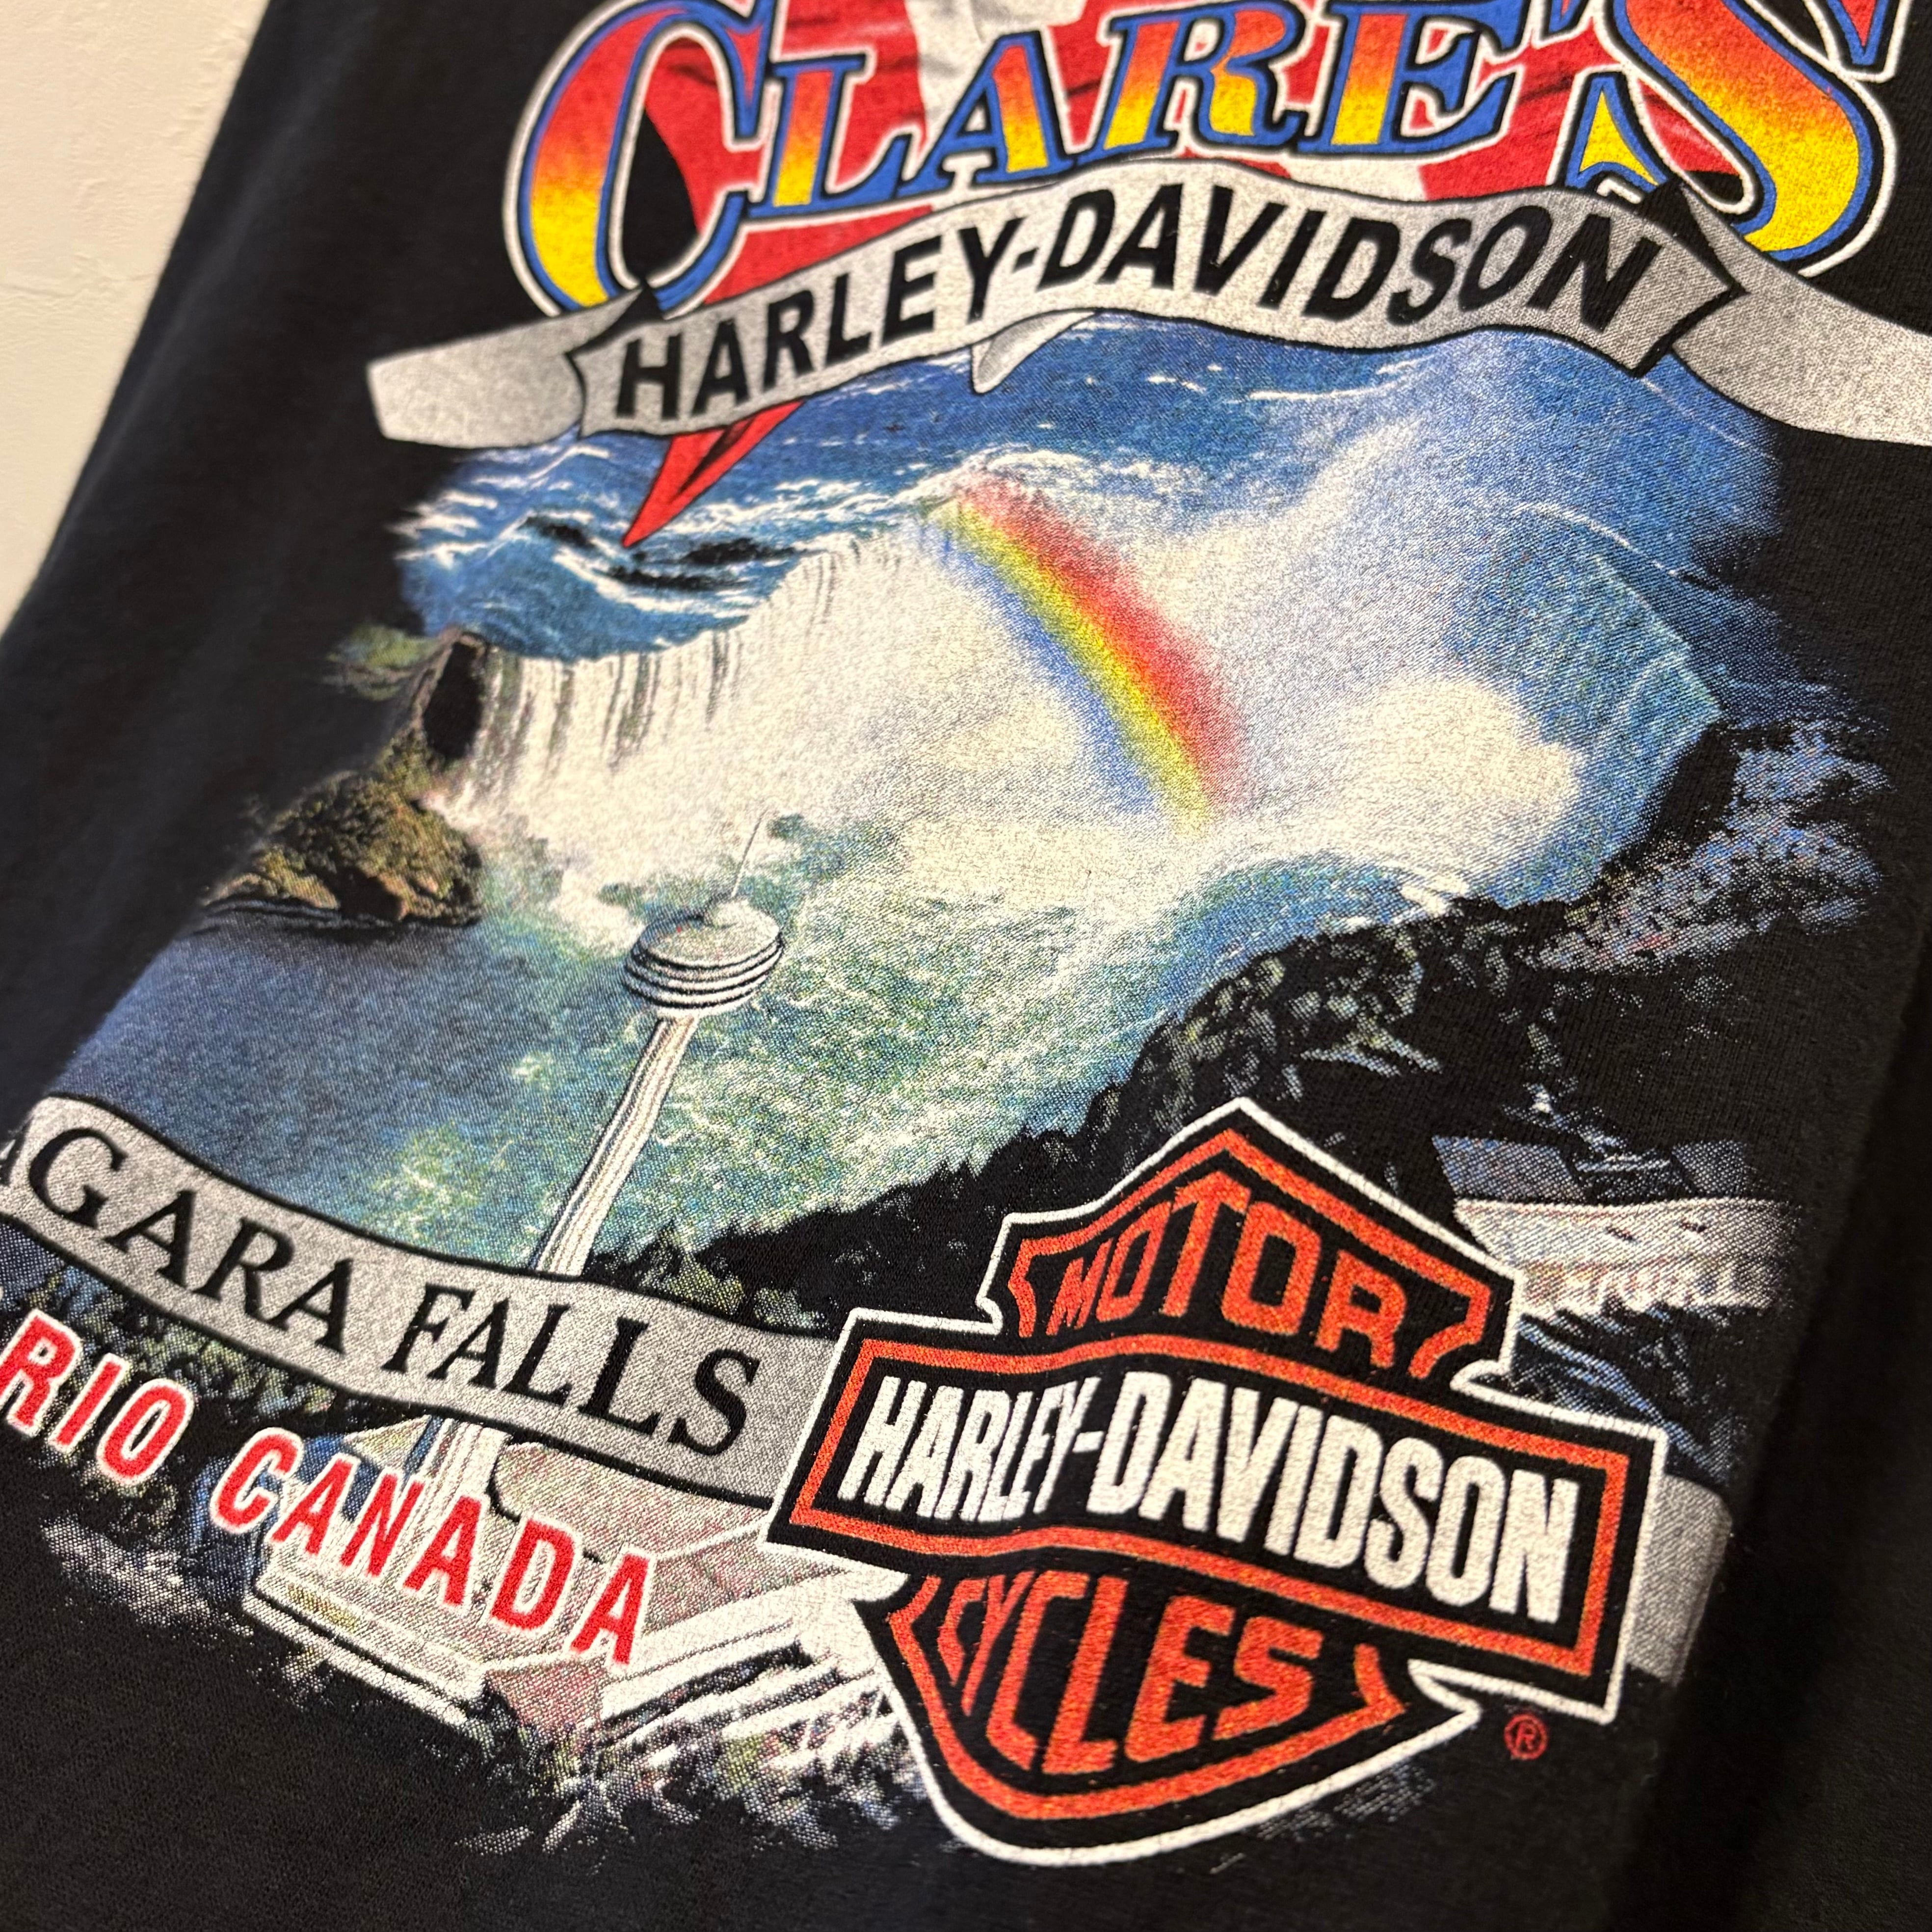 CLARE'S
HARLEY-DAVIDSON
AGARA FALLS
RIO CANADA
MOTOR
HARLEY-DAVIDSON
CYCLES
®